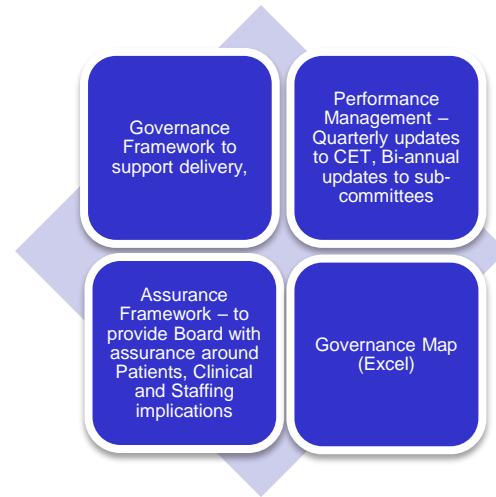 Governance
Framework to
support delivery,
Performance
Management –
Quarterly updates
to CET, Bi-annual
updates to sub-
committees
Assurance
Framework – to
provide Board with
assurance around
Patients, Clinical
and Staffing
implications
Governance Map
(Excel)